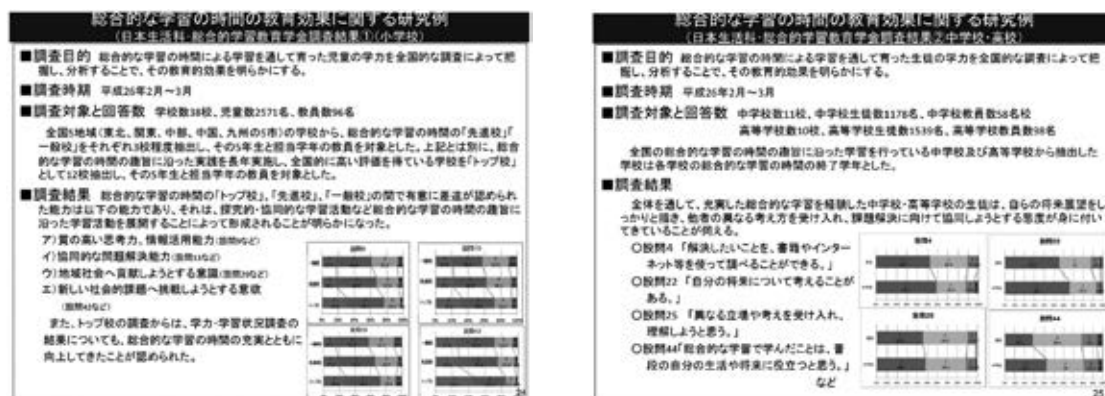 総合的な学習の時間の教育効果に関する研究例
(日本生活科・総合的学習教育学会調査結果①)(小学校)
■調査目的 総合的な学習の時間による学習を通して育った児童の学力を全国的な調査によって把
握し、分析することで、その教育的効果を明らかにする。
■調査時期 平成26年2月~3月
■調査対象と回答数 学校数38校、児童数2571名、教員数96名
全国5地域(東北、関東、中部、中国、九州の5市)の学校から、総合的な学習の時間の「先進校」「
一般校」をそれぞれ3校程度抽出し、その5年生と担当学年の教員を対象とした。上記とは別に、総合
的な学習の時間の趣旨に沿った実践を長年実施し、全国的に高い評価を得ている学校を「トップ校」
として12校抽出し、その5年生と担当学年の教員を対象とした。
■調査結果 総合的な学習の時間の「トップ校」、「先進校」、「一般校」の間で有意に差違が認められ
た能力は以下の能力であり、それは、探究的・協同的な学習活動など総合的な学習の時間の趣旨に
沿った学習活動を展開することによって形成されることが明らかになった。
ア)質の高い思考力、情報活用能力(設問9など)
イ)協同的な問題解決能力(設問13など)
ウ)地域社会へ貢献しようとする意識(設問29など)
エ)新しい社会的課題へ挑戦しようとする意欲
(設問42など)
また、トップ校の調査からは、学力・学習状況調査の
結果についても、総合的な学習の時間の充実とともに
向上してきたことが認められた。
総合的な学習の時間の教育効果に関する研究例
(日本生活科・総合的学習教育学会調査結果②中学校・高校)
■調査目的 総合的な学習の時間による学習を通して育った生徒の学力を全国的な調査によって把
握し、分析することで、その教育的効果を明らかにする。
■調査時期 平成26年2月~3月
■調査対象と回答数 中学校数11校、中学校生徒数1178名、中学校教員数58名校
高等学校数10校、高等学校生徒数1539名、高等学校教員数98名
全国の総合的な学習の時間の趣旨に沿った学習を行っている中学校及び高等学校から抽出した
学校は各学校の総合的な学習の時間の終了学年とした。
■調査結果
全体を通して、充実した総合的な学習を経験した中学校・高等学校の生徒は、自らの将来展望をし
っかりと描き、他者の異なる考え方を受け入れ、課題解決に向けて協同しようとする態度が身に付い
てきていることが伺える。
○設問4 「解決したいことを、書籍やインター
ネット等を使って調べることができる。」
○設問22 「自分の将来について考えることが
ある。」
○設問25 「異なる立場や考えを受け入れ、
理解しようと思う。」
○設問44「総合的な学習で学んだことは、普
段の自分の生活や将来に役立つと思う。」
など
設問4
設問44
25